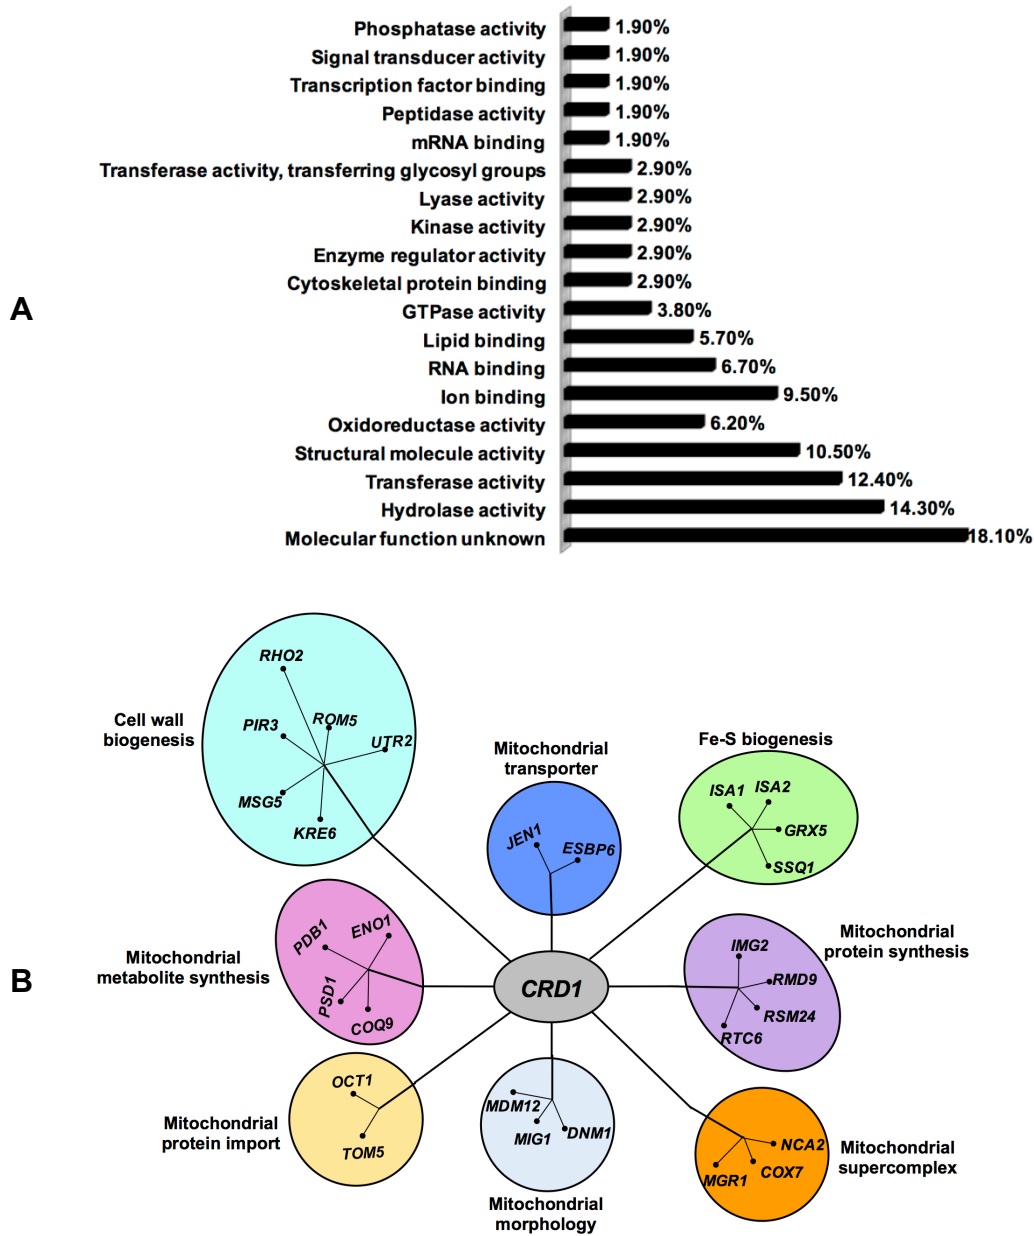 Phosphatase activity 1.90%
Signal transducer activity 1.90%
Transcription factor binding 1.90%
Peptidase activity 1.90%
mRNA binding 1.90%
Transferase activity, transferring glycosyl groups 2.90%
Lyase activity 2.90%
Kinase activity 2.90%
Enzyme regulator activity 2.90%
Cytoskeletal protein binding 2.90%
A
GTPase activity 3.80%
Lipid binding 5.70%
RNA binding 6.70%
Ion binding 9.50%
Oxidoreductase activity 6.20%
Structural molecule activity 10.50%
Transferase activity 12.40%
Hydrolase activity 14.30%
Molecular function unknown 18.10%
B
Cell wall
biogenesis
RHO2
PIR3
ROM5
UTR2
MSG5
KRE6
Mitochondrial
transporter
JEN1
ESBP6
Fe-S biogenesis
ISA1
ISA2
GRX5
SSQ1
Mitochondrial
metabolite synthesis
PDB1
ENO1
PSD1
COQ9
CRD1
Mitochondrial
protein synthesis
IMG2
RMD9
RSM24
RTC6
Mitochondrial
protein import
OCT1
TOM5
MDM12
MIG1
DNM1
Mitochondrial
morphology
NCA2
COX7
MGR1
Mitochondrial
supercomplex